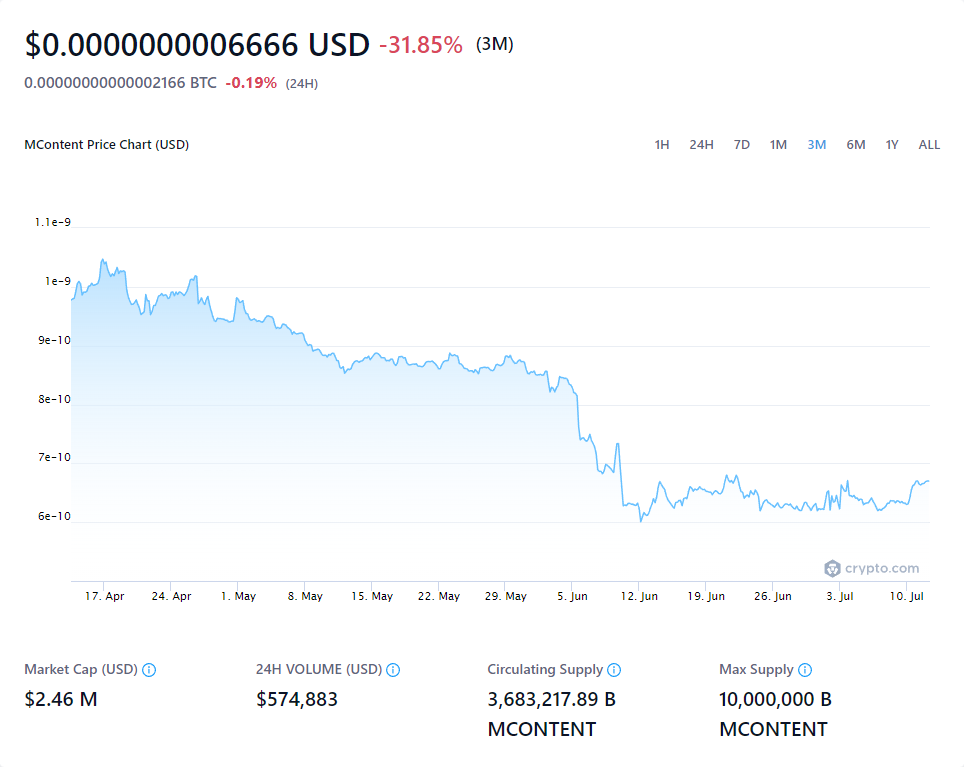 $0.0000000006666 USD -31.85% (3M)
0.00000000000002166 BTC -0.19% (24H)
MContent Price Chart (USD) 1H 24H 7D 1M 3M 6M 1Y ALL
1.1e-9
1e-9
9e-10
8e-10
7e-10
6e-10
crypto.com
17. Apr 24. Apr 1. May 8. May 15. May 22. May 29. May 5. Jun 12. Jun 19. Jun 26. Jun 3. Jul 10. Jul
Market Cap (USD) 24H VOLUME (USD) Circulating Supply Max Supply
$2.46 M $574,883 3,683,217.89 B 10,000,000 B
MCONTENT MCONTENT